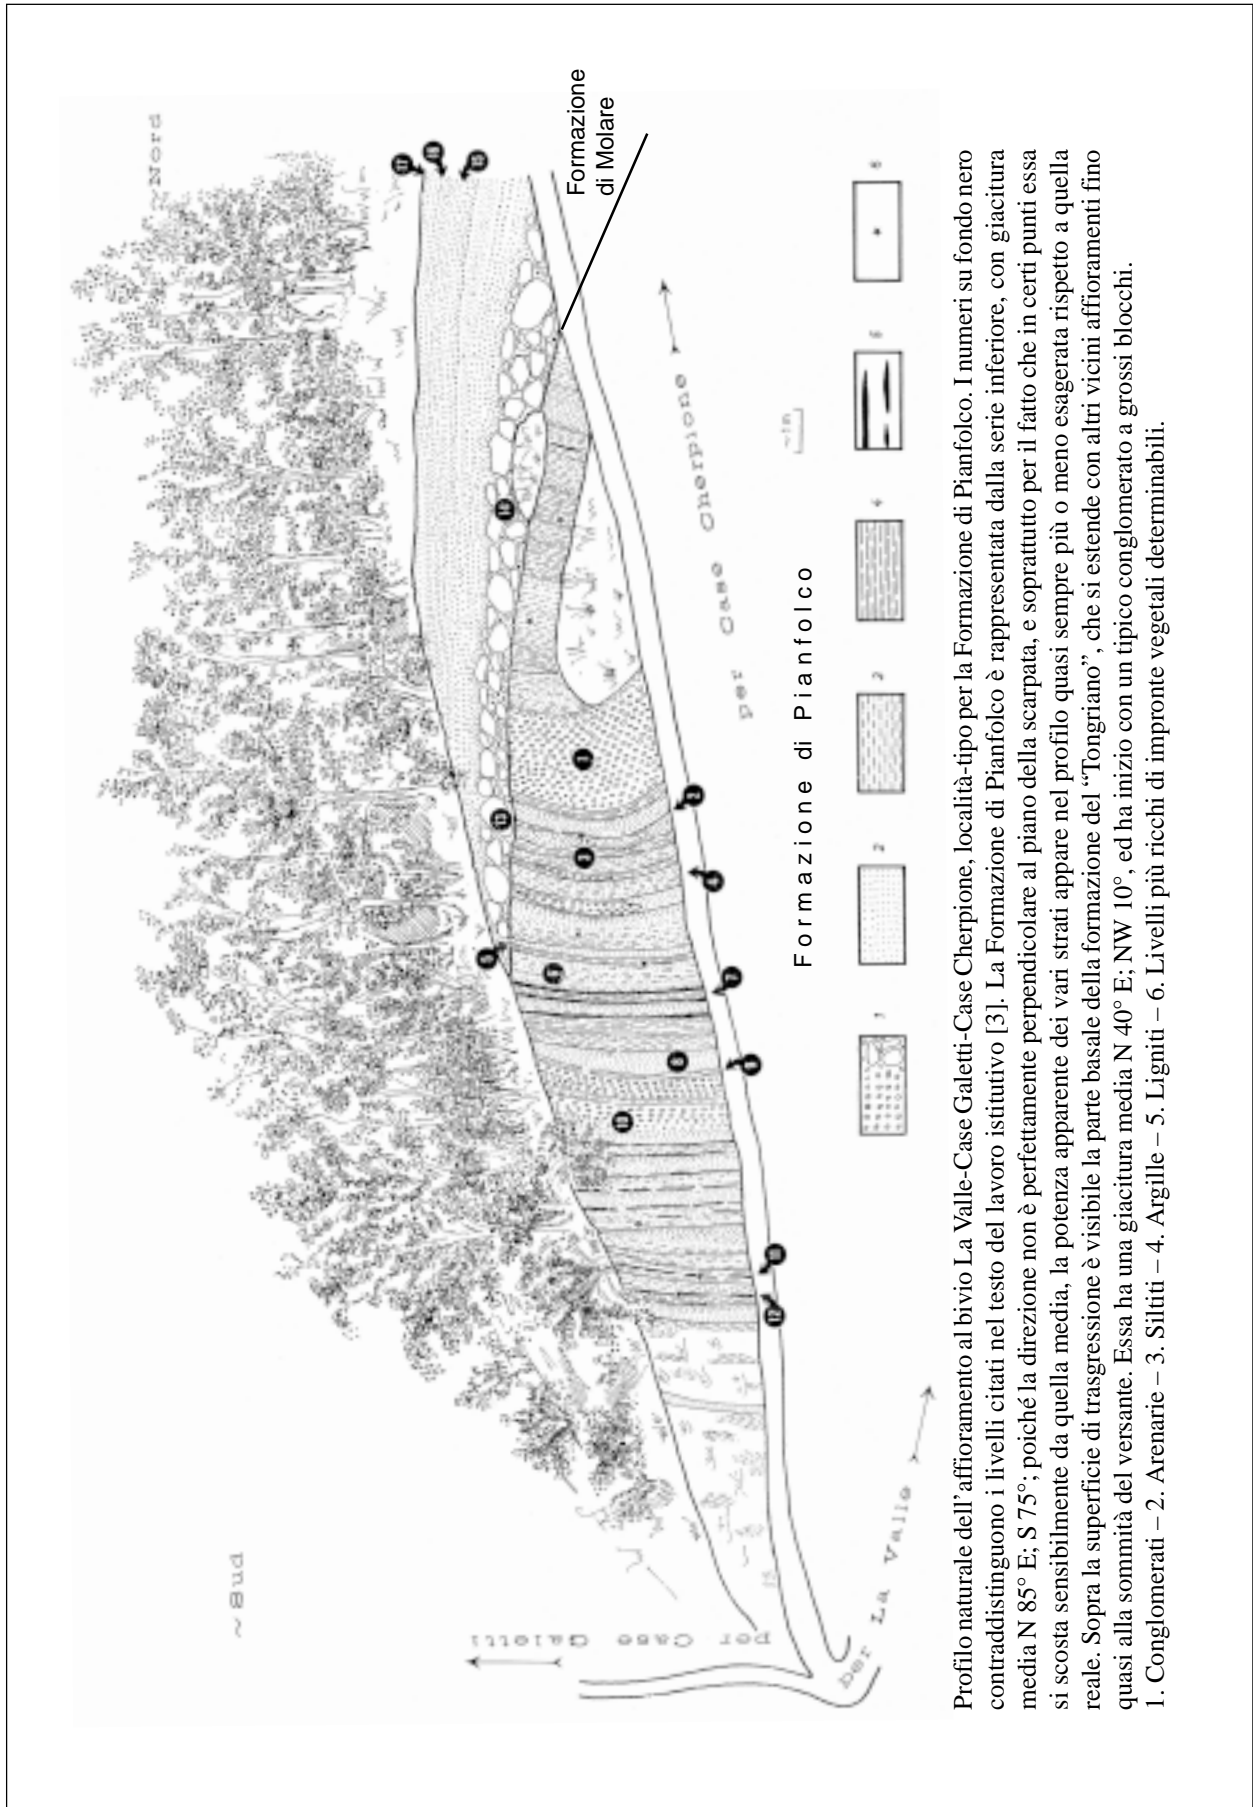 ~Nord
~Sud
Formazione
di Molare
per Case Cherpione
~1m
per Case Galetti
per La Valle
Formazione di Pianfolco
1 2 3 4 5 6
Profilo naturale dell'affioramento al bivio La Valle-Case Galetti-Case Cherpione, località-tipo per la Formazione di Pianfolco. I numeri su fondo nero
contraddistinguono i livelli citati nel testo del lavoro istitutivo [3]. La Formazione di Pianfolco è rappresentata dalla serie inferiore, con giacitura
media N 85° E; S 75°; poiché la direzione non è perfettamente perpendicolare al piano della scarpata, e soprattutto per il fatto che in certi punti essa
si scosta sensibilmente da quella media, la potenza apparente dei vari strati appare nel profilo quasi sempre più o meno esagerata rispetto a quella
reale. Sopra la superficie di trasgressione è visibile la parte basale della formazione del “Tongriano”, che si estende con altri vicini affioramenti fino
quasi alla sommità del versante. Essa ha una giacitura media N 40° E; NW 10°, ed ha inizio con un tipico conglomerato a grossi blocchi.
1. Conglomerati – 2. Arenarie – 3. Siltiti – 4. Argille – 5. Ligniti – 6. Livelli più ricchi di impronte vegetali determinabili.